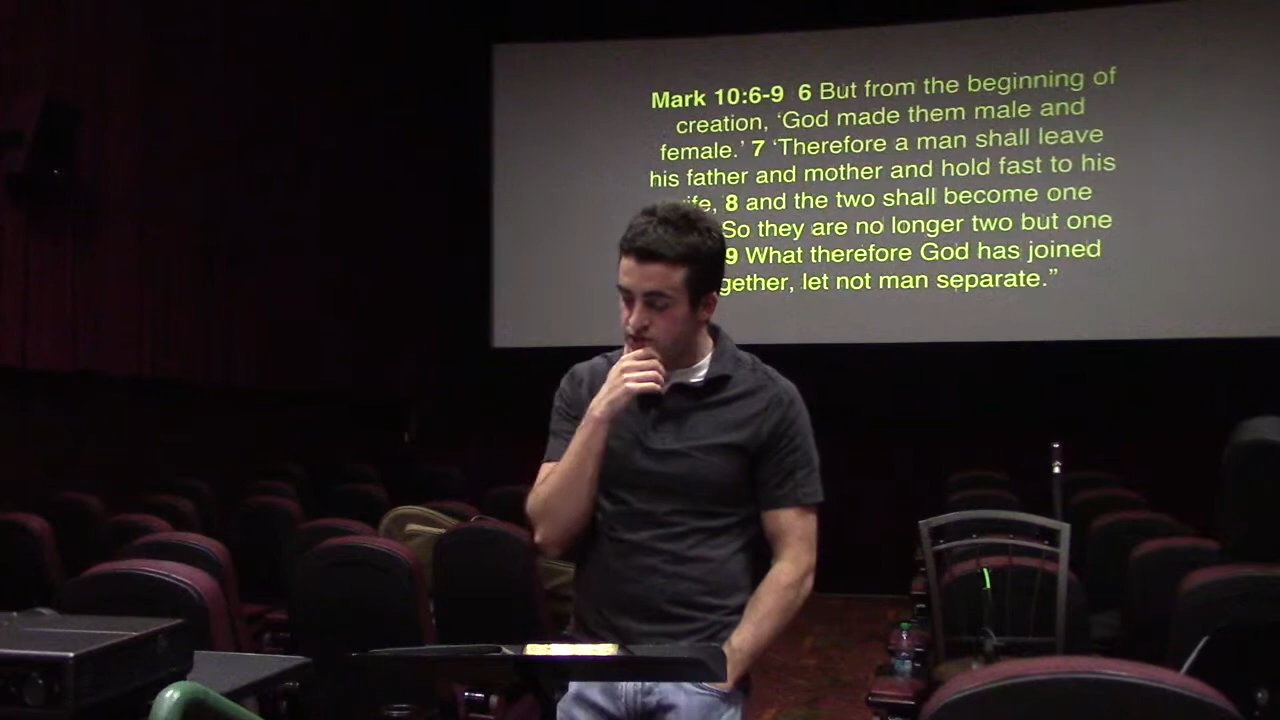 Mark 10:6-9 6 But from the beginning of
creation, ‘God made them male and
female.’ 7 ‘Therefore a man shall leave
his father and mother and hold fast to his
ife, 8 and the two shall become one
So they are no longer two but one
9 What therefore God has joined
gether, let not man separate.”